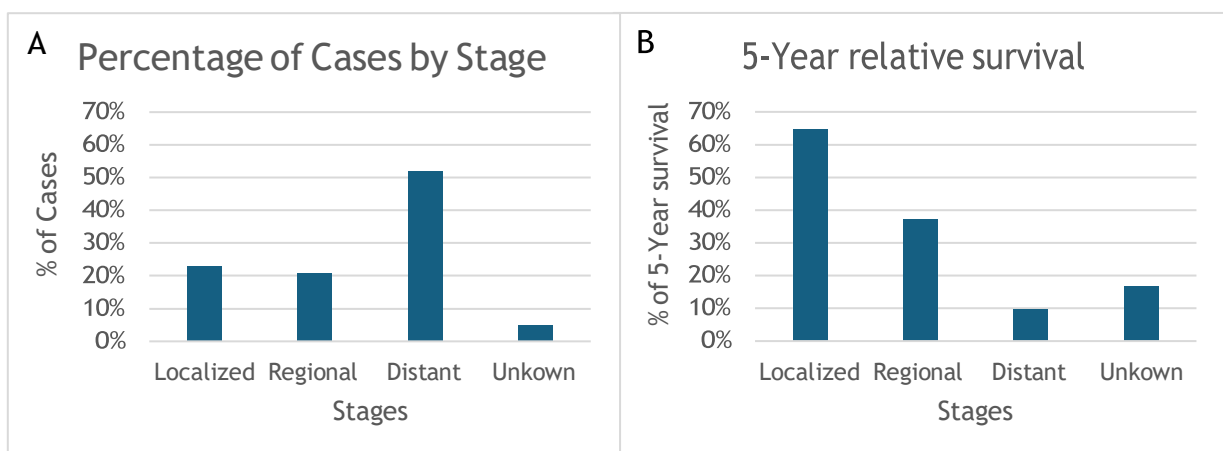 A
Percentage of Cases by Stage
70%
60%
50%
40%
30%
20%
10%
0%
% of Cases
Localized Regional Distant Unkown
Stages
B
5-Year relative survival
70%
60%
50%
40%
30%
20%
10%
0%
% of 5-Year survival
Localized Regional Distant Unkown
Stages